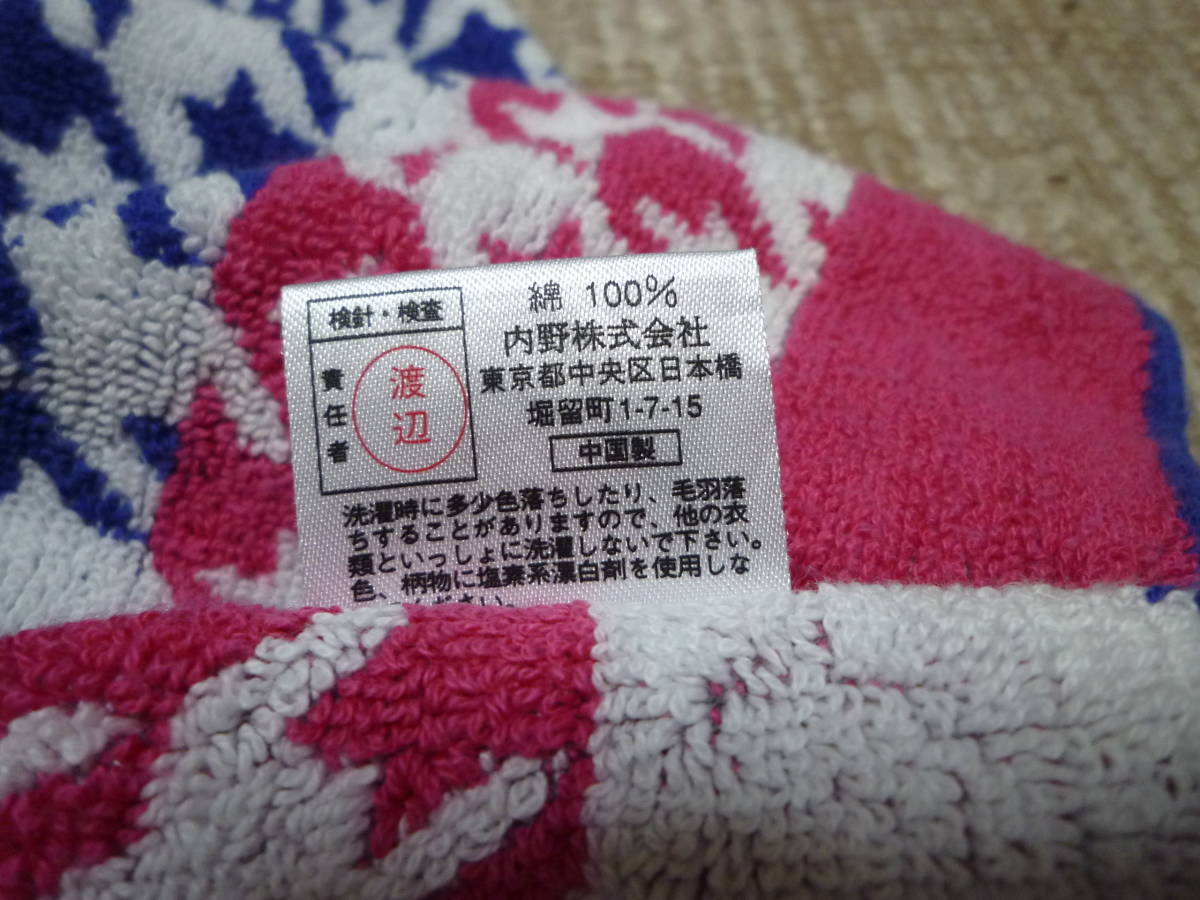 検針・検査
責任者
渡辺
綿 100%
内野株式会社
東京都中央区日本橋
堀留町1-7-15
中国製
洗濯時に多少色落ちしたり、毛羽落
ちすることがありますので、他の衣
類といっしょに洗濯しないで下さい。
色、柄物に塩素系漂白剤を使用しな
ださい。